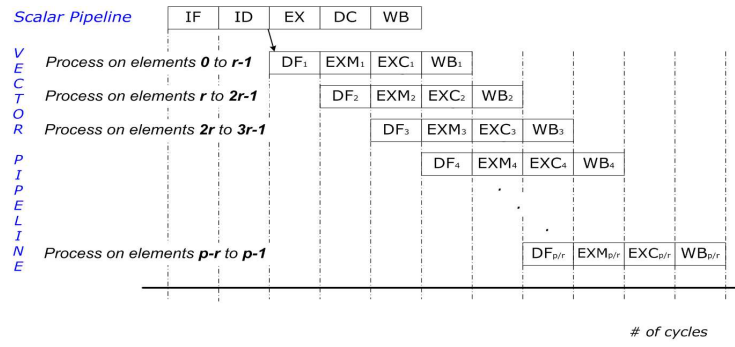 Scalar Pipeline IF ID EX DC WB
VECTOR PIPELINE
Process on elements 0 to r-1 DF₁ EXM₁ EXC₁ WB₁
Process on elements r to 2r-1 DF₂ EXM₂ EXC₂ WB₂
Process on elements 2r to 3r-1 DF₃ EXM₃ EXC₃ WB₃
DF₄ EXM₄ EXC₄ WB₄
. . .
Process on elements p-r to p-1 DFp/r EXMp/r EXCp/r WBp/r
# of cycles